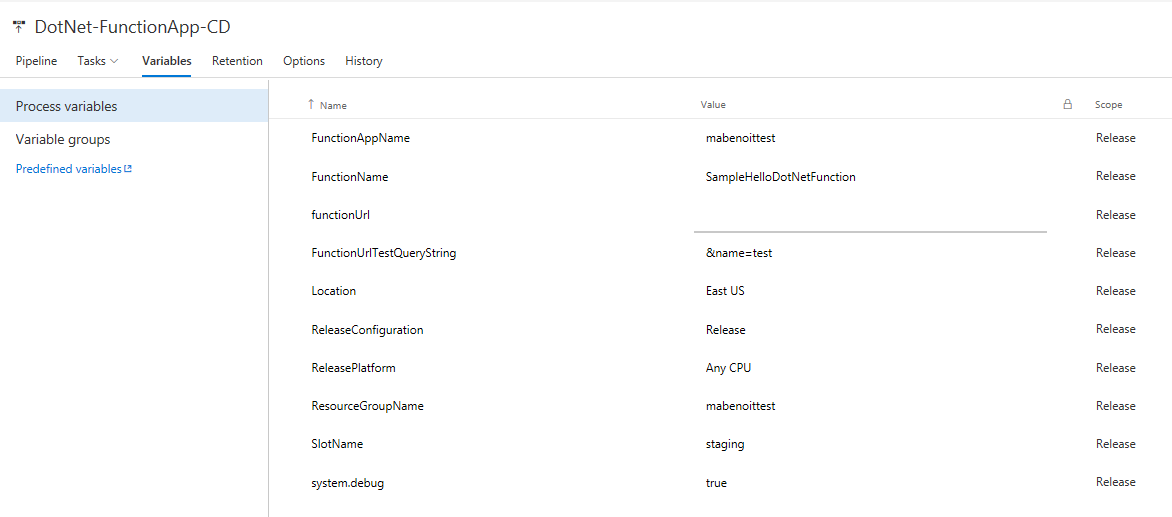 DotNet-FunctionApp-CD
Pipeline Tasks Variables Retention Options History
Process variables
Variable groups
Predefined variables
Name Value Scope
FunctionAppName mabenoittest Release
FunctionName SampleHelloDotNetFunction Release
functionUrl Release
FunctionUrlTestQueryString &name=test Release
Location East US Release
ReleaseConfiguration Release Release
ReleasePlatform Any CPU Release
ResourceGroupName mabenoittest Release
SlotName staging Release
system.debug true Release